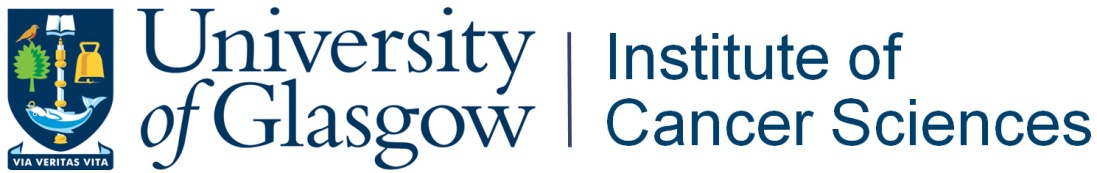 University
of Glasgow
Institute of
Cancer Sciences
VIA VERITAS VITA